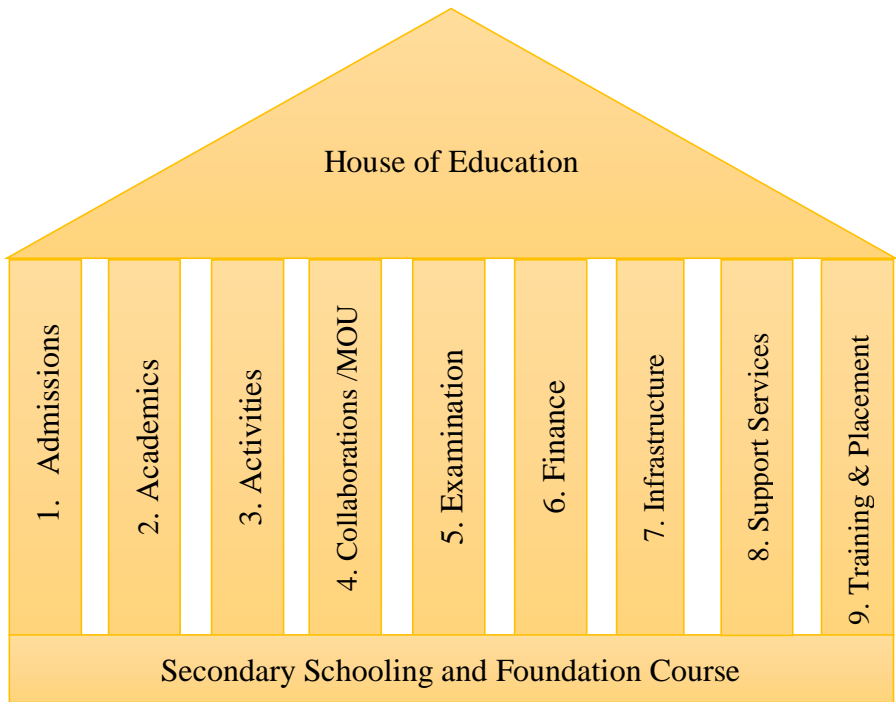 House of Education
1. Admissions
2. Academics
3. Activities
4. Collaborations /MOU
5. Examination
6. Finance
7. Infrastructure
8. Support Services
9. Training & Placement
Secondary Schooling and Foundation Course